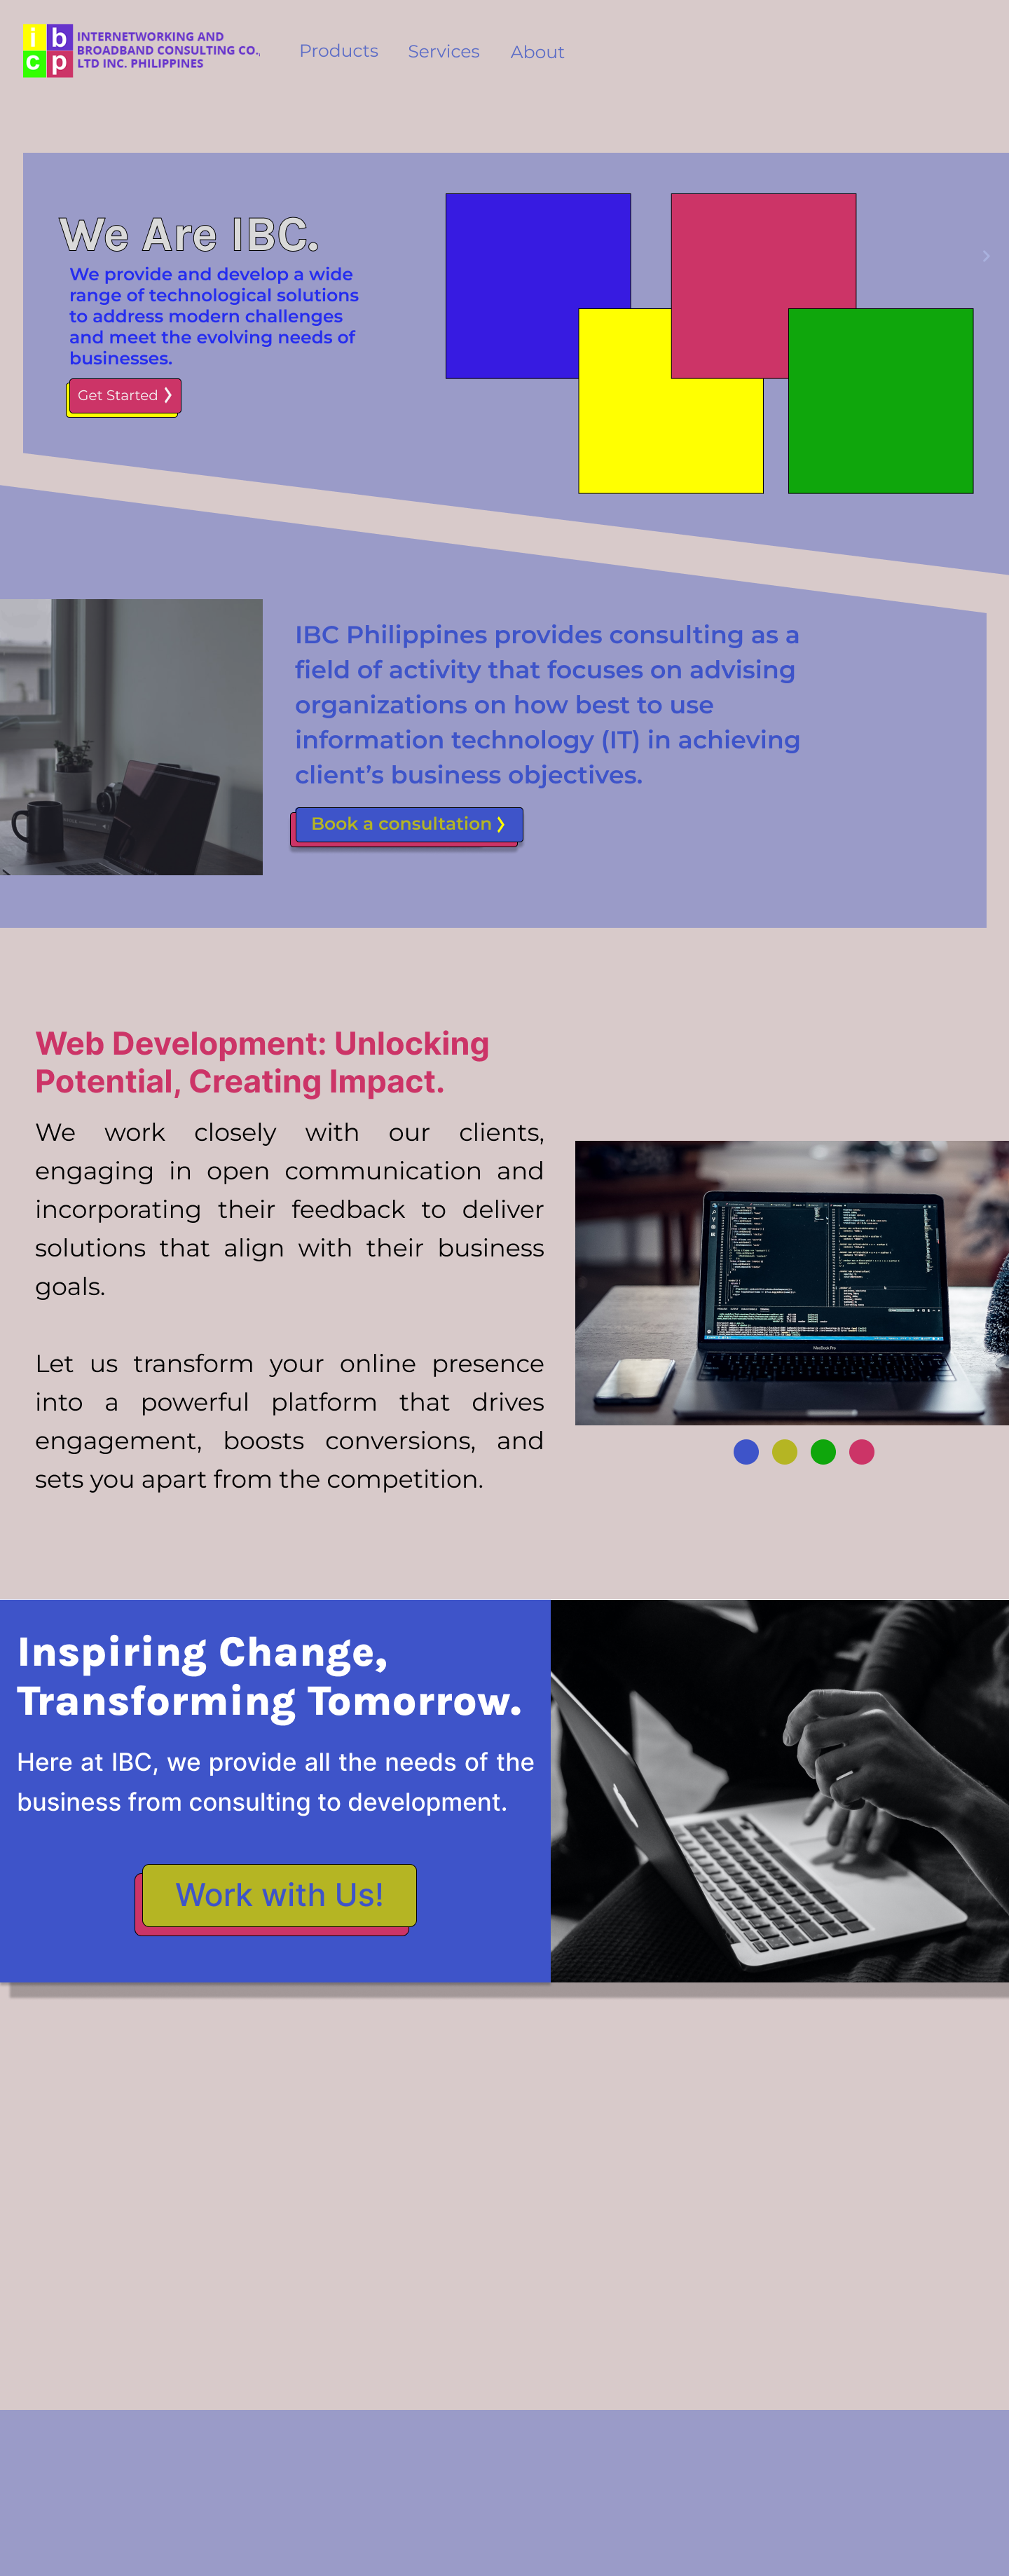 i b
c p
INTERNETWORKING AND
BROADBAND CONSULTING CO.,
LTD INC. PHILIPPINES
Products Services About
We Are IBC.
We provide and develop a wide
range of technological solutions
to address modern challenges
and meet the evolving needs of
businesses.
Get Started
IBC Philippines provides consulting as a
field of activity that focuses on advising
organizations on how best to use
information technology (IT) in achieving
client’s business objectives.
Book a consultation
Web Development: Unlocking
Potential, Creating Impact.
We work closely with our clients,
engaging in open communication and
incorporating their feedback to deliver
solutions that align with their business
goals.
Let us transform your online presence
into a powerful platform that drives
engagement, boosts conversions, and
sets you apart from the competition.
MacBook Pro
Inspiring Change,
Transforming Tomorrow.
Here at IBC, we provide all the needs of the
business from consulting to development.
Work with Us!